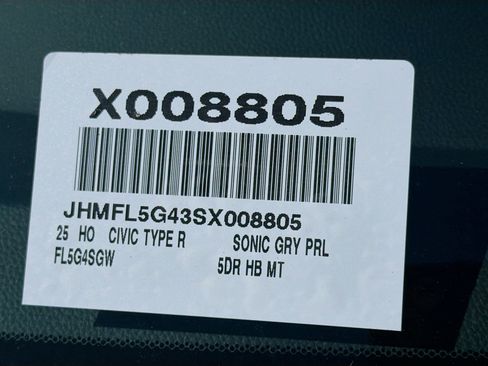 X008805
JHMFL5G43SX008805
25 HO CIVIC TYPE R SONIC GRY PRL
FL5G4SGW 5DR HB MT